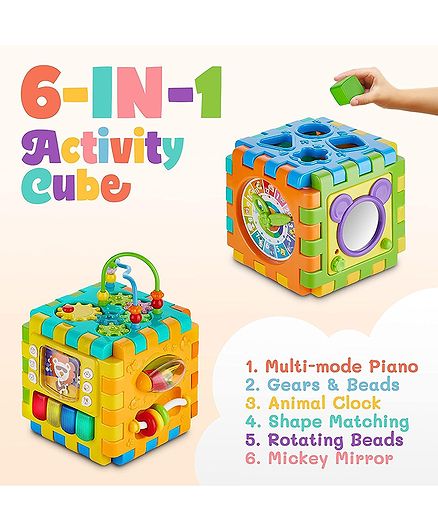 6-IN-1
Activity
Cube
1. Multi-mode Piano
2. Gears & Beads
3. Animal Clock
4. Shape Matching
5. Rotating Beads
6. Mickey Mirror